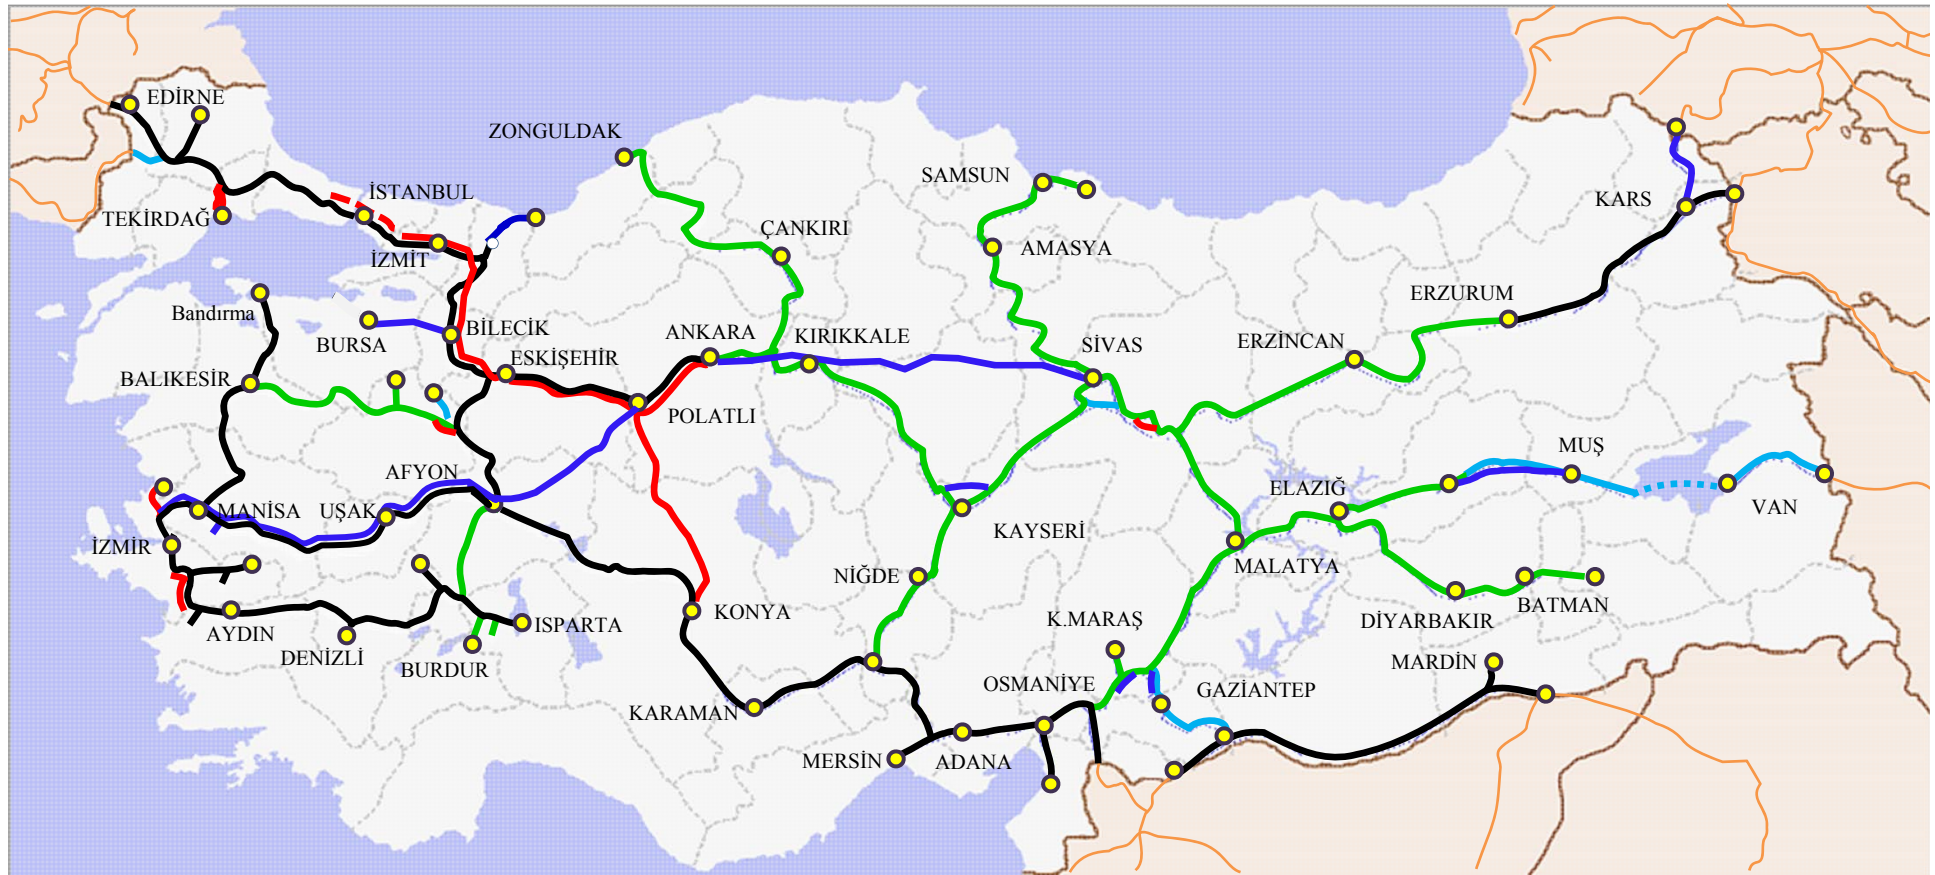 EDİRNE
ZONGULDAK
SAMSUN
İSTANBUL
KARS
TEKİRDAĞ
ÇANKIRI
AMASYA
İZMİT
ERZURUM
Bandırma
BİLECİK
ANKARA
KIRIKKALE
BURSA
ESKİŞEHİR
SİVAS
ERZİNCAN
BALIKESİR
POLATLI
MUŞ
AFYON
ELAZIĞ
MANİSA
UŞAK
VAN
KAYSERİ
İZMİR
MALATYA
NİĞDE
BATMAN
KONYA
K.MARAŞ
DİYARBAKIR
ISPARTA
AYDIN
DENİZLİ
MARDİN
BURDUR
OSMANİYE
GAZİANTEP
KARAMAN
MERSİN
ADANA